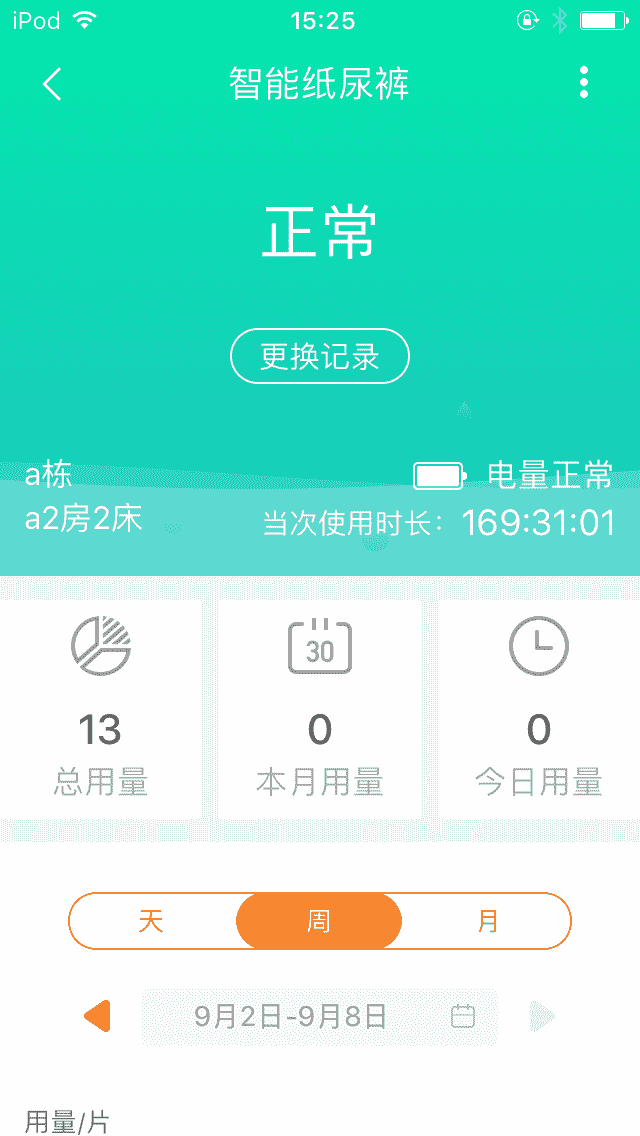 iPod 15:25
智能纸尿裤
正常
更换记录
a栋 电量正常
a2房2床 当次使用时长：169:31:01
30
13 0 0
总用量 本月用量 今日用量
天 周 月
9月2日-9月8日
用量/片